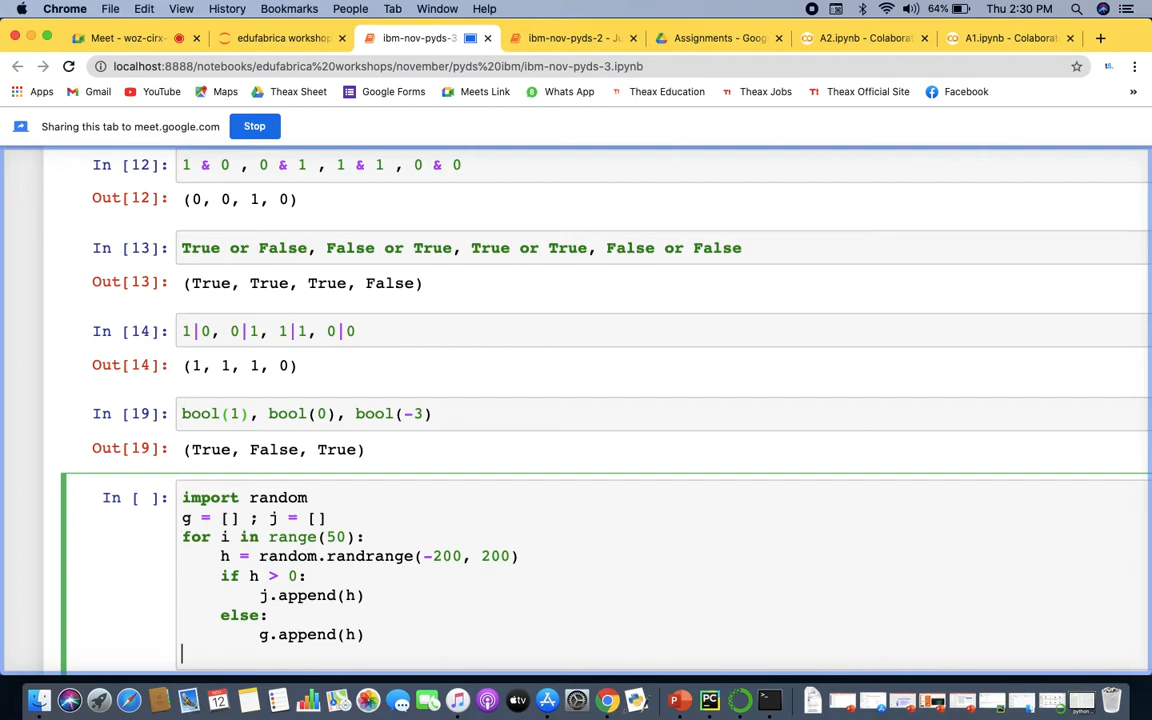 Chrome File Edit View History Bookmarks People Tab Window Help 64% Thu 2:30 PM
Meet - woz-cirx- edufabrica worksho ibm-nov-pyds-3 ibm-nov-pyds-2 - Ju Assignments - Goog A2.ipynb - Colaborat A1.ipynb - Colaborat
localhost:8888/notebooks/edufabrica%20workshops/november/pyds%20ibm/ibm-nov-pyds-3.ipynb
Apps Gmail YouTube Maps Theax Sheet Google Forms Meets Link Whats App Theax Education Theax Jobs Theax Official Site Facebook »
Sharing this tab to meet.google.com Stop
In [12]: 1 & 0 , 0 & 1 , 1 & 1 , 0 & 0
Out[12]: (0, 0, 1, 0)
In [13]: True or False, False or True, True or True, False or False
Out[13]: (True, True, True, False)
In [14]: 1|0, 0|1, 1|1, 0|0
Out[14]: (1, 1, 1, 0)
In [19]: bool(1), bool(0), bool(-3)
Out[19]: (True, False, True)
In [ ]: import random
g = [] ; j = []
for i in range(50):
h = random.randrange(-200, 200)
if h > 0:
j.append(h)
else:
g.append(h)